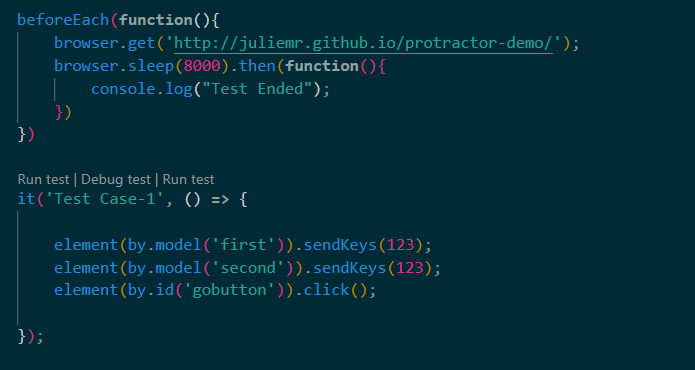 beforeEach(function(){
browser.get('http://juliemr.github.io/protractor-demo/');
browser.sleep(8000).then(function(){
console.log("Test Ended");
})
})
Run test | Debug test | Run test
it('Test Case-1', () => {
element(by.model('first')).sendKeys(123);
element(by.model('second')).sendKeys(123);
element(by.id('gobutton')).click();
});